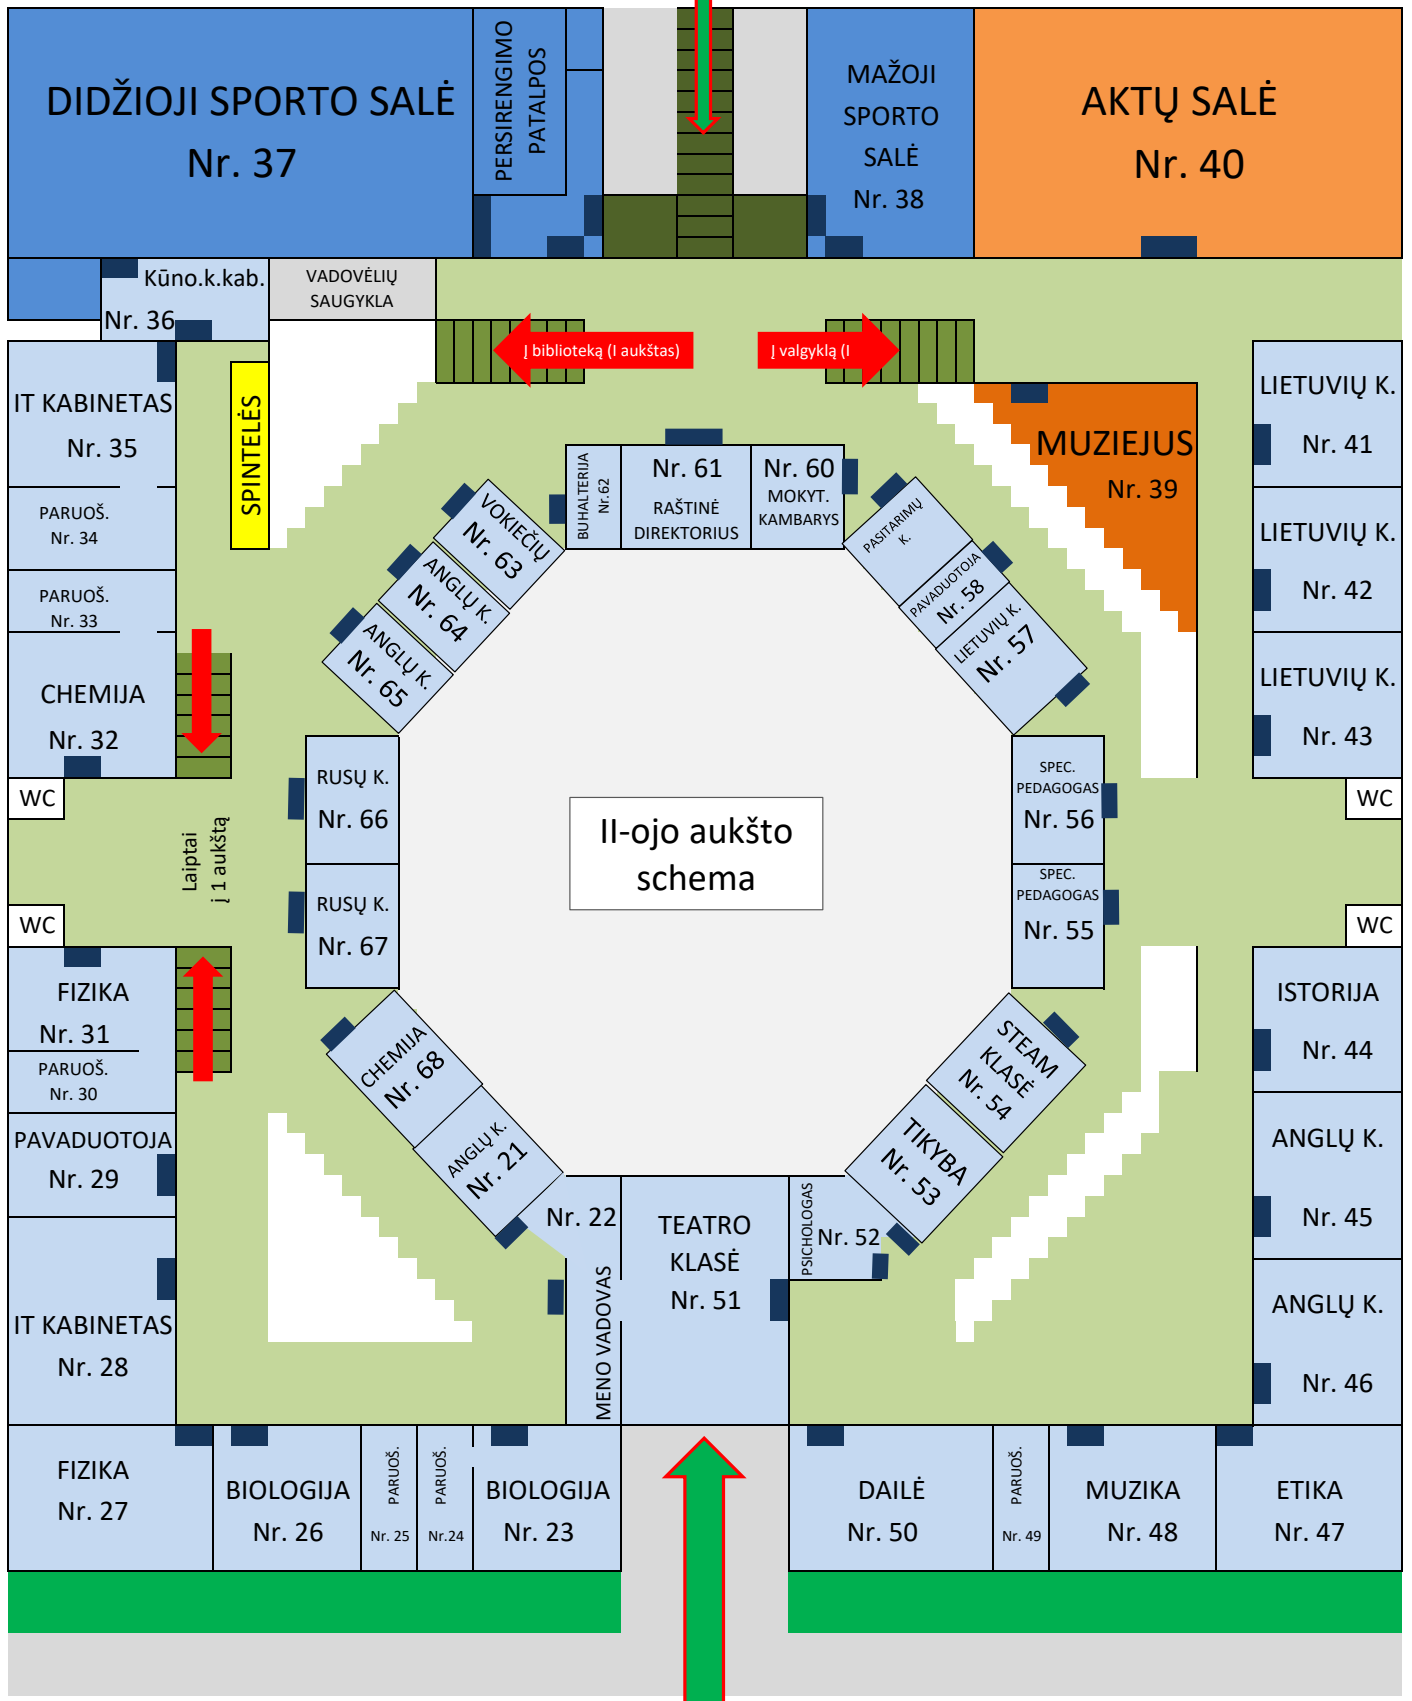 DIDŽIOJI SPORTO SALĖ
Nr. 37
PERSIRENGIMO
PATALPOS
MAŽOJI
SPORTO
SALĖ
Nr. 38
AKTŲ SALĖ
Nr. 40
Kūno.k.kab.
Nr. 36
VADOVĖLIŲ
SAUGYKLA
Į biblioteką (I aukštas)
Į valgyklą (I
IT KABINETAS
Nr. 35
SPINTELĖS
PARUOŠ.
Nr. 34
PARUOŠ.
Nr. 33
CHEMIJA
Nr. 32
WC
Laiptai
į 1 aukštą
WC
FIZIKA
Nr. 31
PARUOŠ.
Nr. 30
PAVADUOTOJA
Nr. 29
IT KABINETAS
Nr. 28
FIZIKA
Nr. 27
BIOLOGIJA
Nr. 26
PARUOŠ.
Nr. 25
PARUOŠ.
Nr.24
BIOLOGIJA
Nr. 23
VOKIEČIŲ
Nr. 63
ANGLŲ K.
Nr. 64
ANGLŲ K.
Nr. 65
RUSŲ K.
Nr. 66
RUSŲ K.
Nr. 67
CHEMIJA
Nr. 68
ANGLŲ K.
Nr. 21
Nr. 22
MENO VADOVAS
TEATRO
KLASĖ
Nr. 51
PSICHOLOGAS
Nr. 52
TIKYBA
Nr. 53
STEAM
KLASĖ
Nr. 54
SPEC.
PEDAGOGAS
Nr. 55
SPEC.
PEDAGOGAS
Nr. 56
LIETUVIŲ K.
Nr. 57
PAVADUOTOJA
Nr. 58
PASITARIMŲ
K.
Nr. 60
MOKYT.
KAMBARYS
Nr. 61
RAŠTINĖ
DIREKTORIUS
BUHALTERIJA
Nr.62
II-ojo aukšto
schema
MUZIEJUS
Nr. 39
LIETUVIŲ K.
Nr. 41
LIETUVIŲ K.
Nr. 42
LIETUVIŲ K.
Nr. 43
WC
WC
ISTORIJA
Nr. 44
ANGLŲ K.
Nr. 45
ANGLŲ K.
Nr. 46
DAILĖ
Nr. 50
PARUOŠ.
Nr. 49
MUZIKA
Nr. 48
ETIKA
Nr. 47